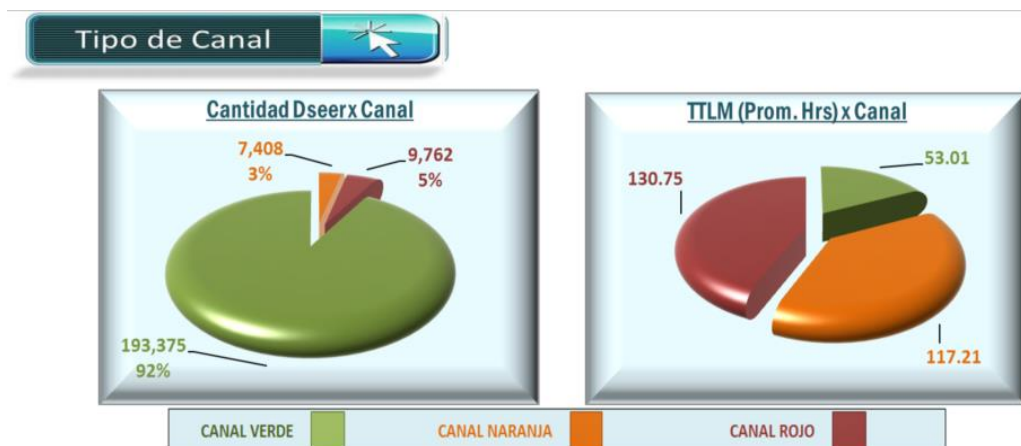 Tipo de Canal
Cantidad Dseer x Canal
7,408
3%
9,762
5%
193,375
92%
TTLM (Prom. Hrs) x Canal
53.01
130.75
117.21
CANAL VERDE
CANAL NARANJA
CANAL ROJO